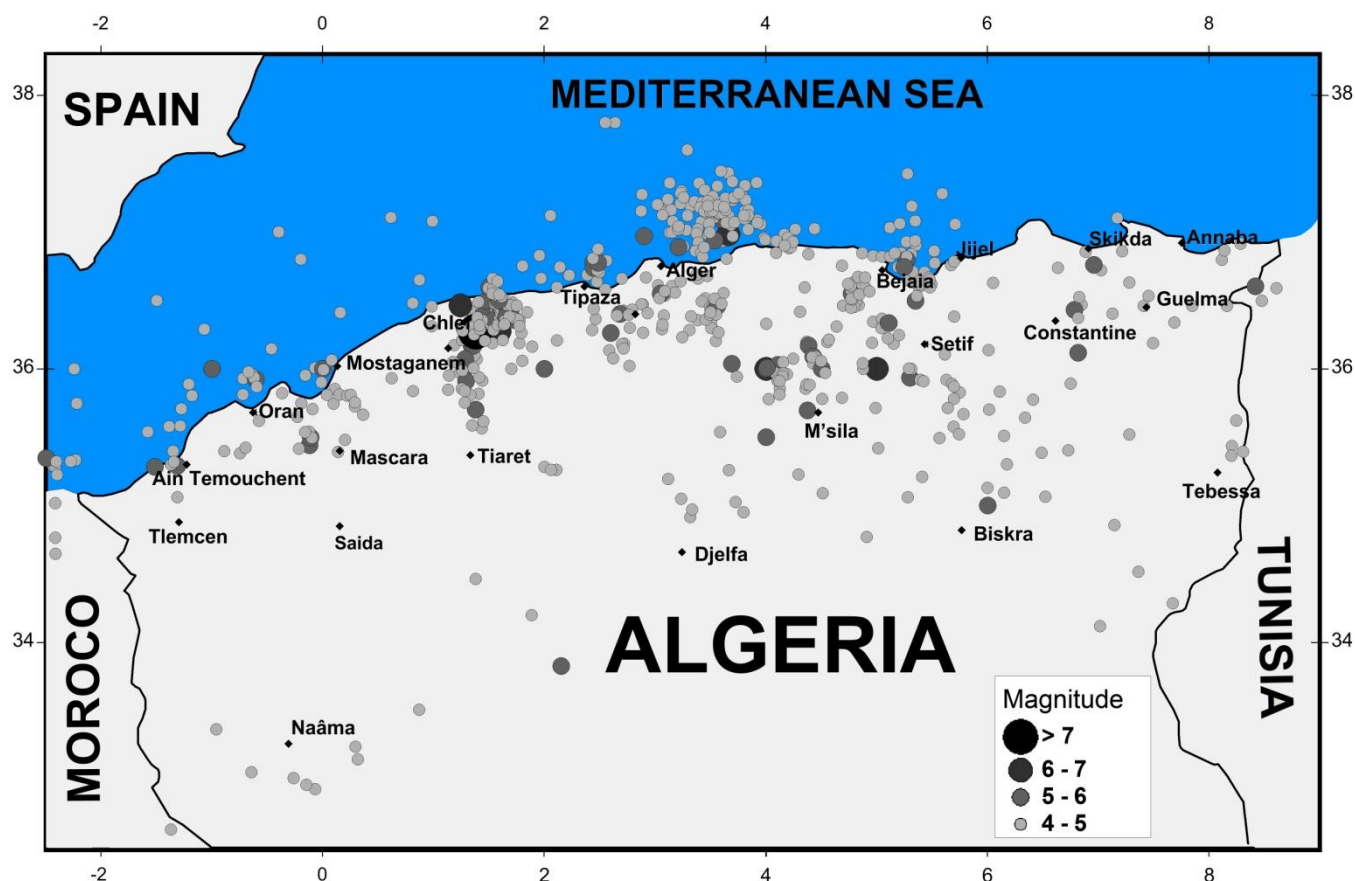 -2 0 2 4 6 8
38 38
SPAIN
MEDITERRANEAN SEA
Skikda
Annaba
Jijel
Alger
Bejaia
Tipaza
Guelma
Chlef
Constantine
Setif
36 36
Mostaganem
Oran
M'sila
Mascara
Tiaret
Ain Temouchent
Tebessa
Tlemcen
Saida
Biskra
Djelfa
TUNISIA
MOROCO
ALGERIA
34 34
Naâma
Magnitude
> 7
6 - 7
5 - 6
4 - 5
-2 0 2 4 6 8